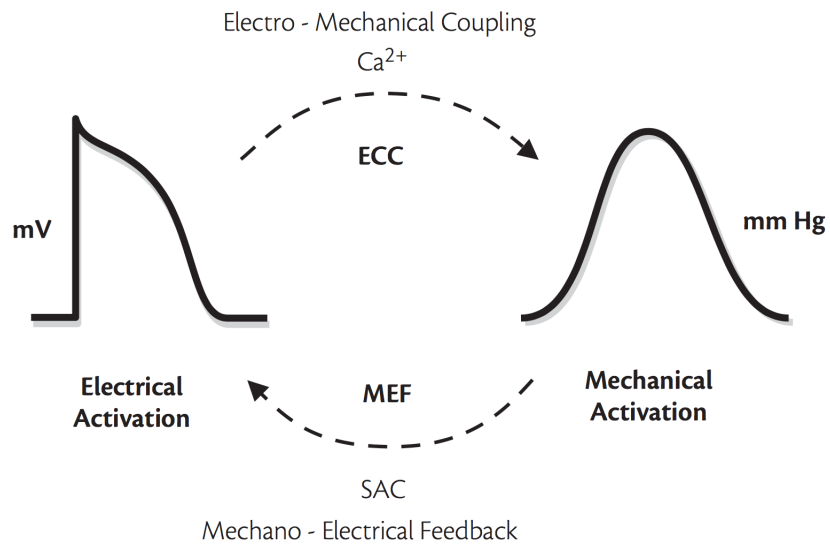 Electro - Mechanical Coupling
Ca²⁺
ECC
mV
mm Hg
Electrical
Activation
MEF
Mechanical
Activation
SAC
Mechano - Electrical Feedback